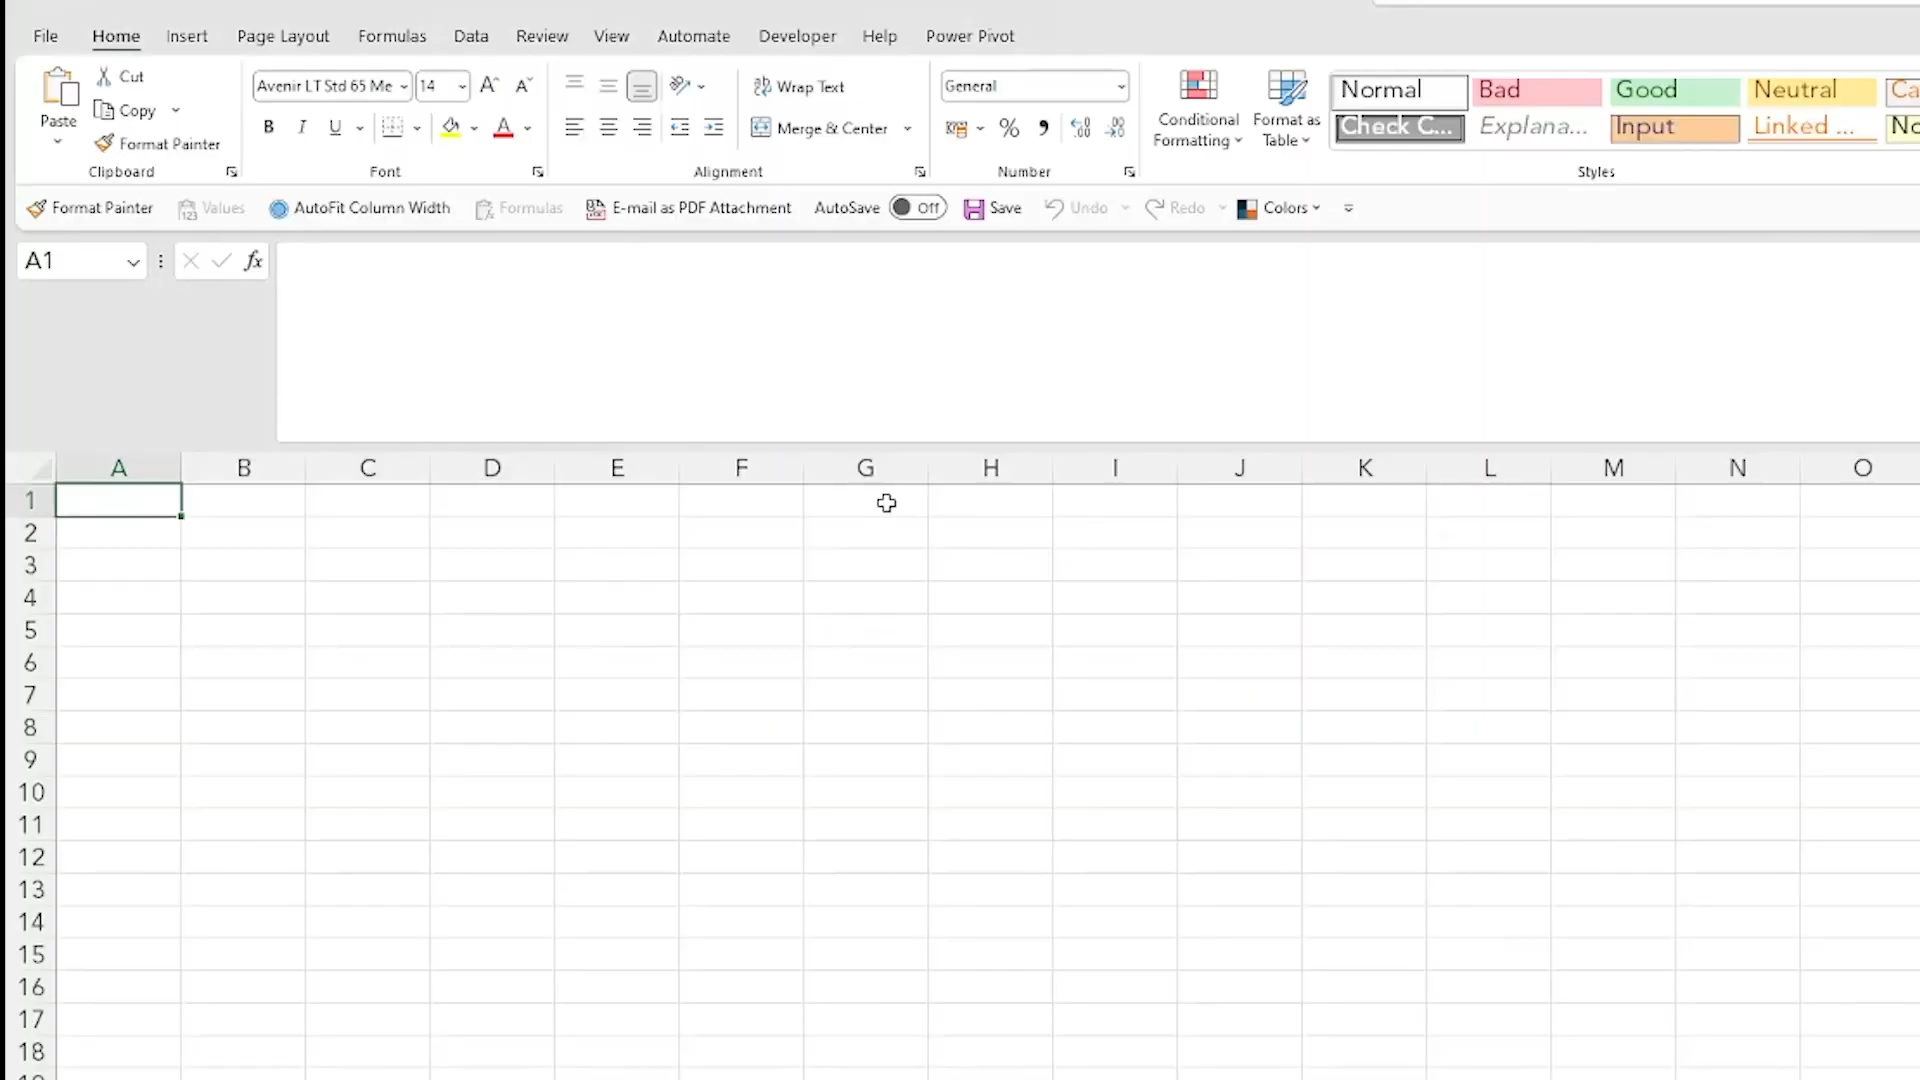 File Home Insert Page Layout Formulas Data Review View Automate Developer Help Power Pivot
Paste
Cut
Copy
Format Painter
Clipboard
Avenir LT Std 65 Me 14
B I U
Font
Wrap Text
Merge & Center
Alignment
General
Number
Conditional Formatting
Format as Table
Normal Bad Good Neutral Ca
Check C... Explana... Input Linked ... No
Styles
Format Painter Values AutoFit Column Width Formulas E-mail as PDF Attachment AutoSave Off Save Undo Redo Colors
A1 fx
A B C D E F G H I J K L M N O
1
2
3
4
5
6
7
8
9
10
11
12
13
14
15
16
17
18